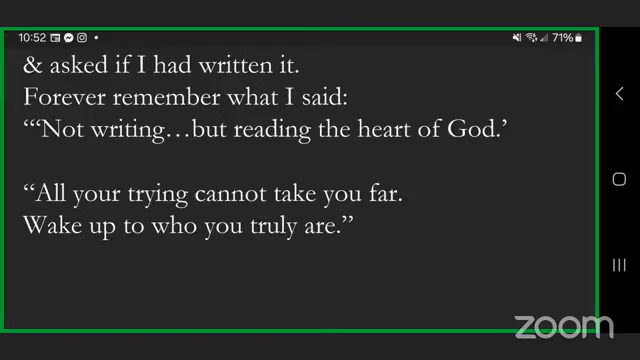 10:52 71%
& asked if I had written it.
Forever remember what I said:
“‘Not writing…but reading the heart of God.’
“All your trying cannot take you far.
Wake up to who you truly are.”
zoom